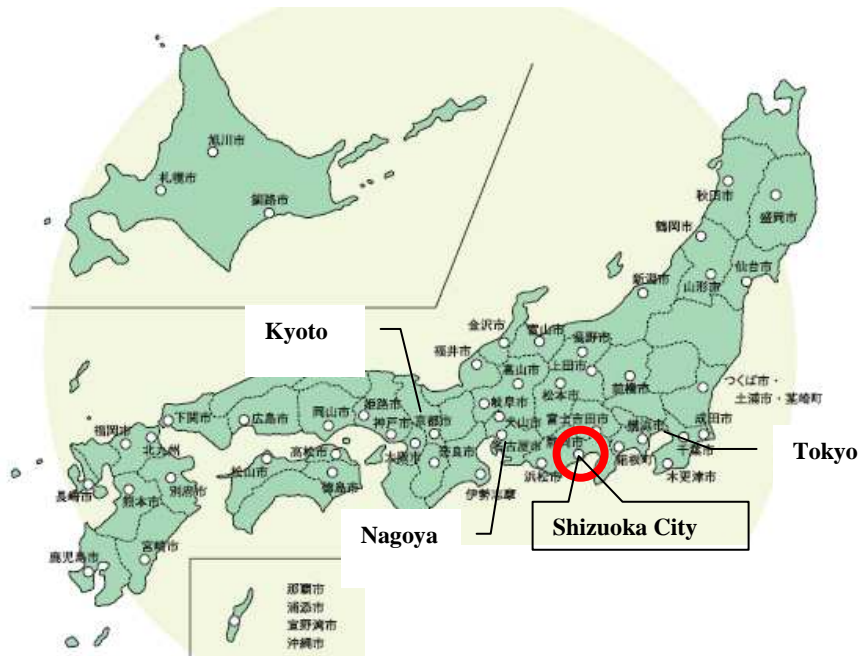 旭川市
札幌市
釧路市
秋田市
盛岡市
鶴岡市
仙台市
山形市
新潟市
金沢市
富山市
長野市
福井市
高山市
上田市
松本市
前橋市
つくば市・
土浦市・茎崎町
Kyoto
岐阜市
犬山市
富士吉田市
横浜市
成田市
千葉市
Tokyo
名古屋市
静岡市
箱根町
木更津市
浜松市
伊勢志摩
姫路市
京都市
岡山市
神戸市
大阪市
奈良市
広島市
下関市
高松市
松山市
徳島市
福岡市
北九州
別府市
長崎市
熊本市
宮崎市
鹿児島市
Nagoya
Shizuoka City
那覇市
浦添市
宜野湾市
沖縄市